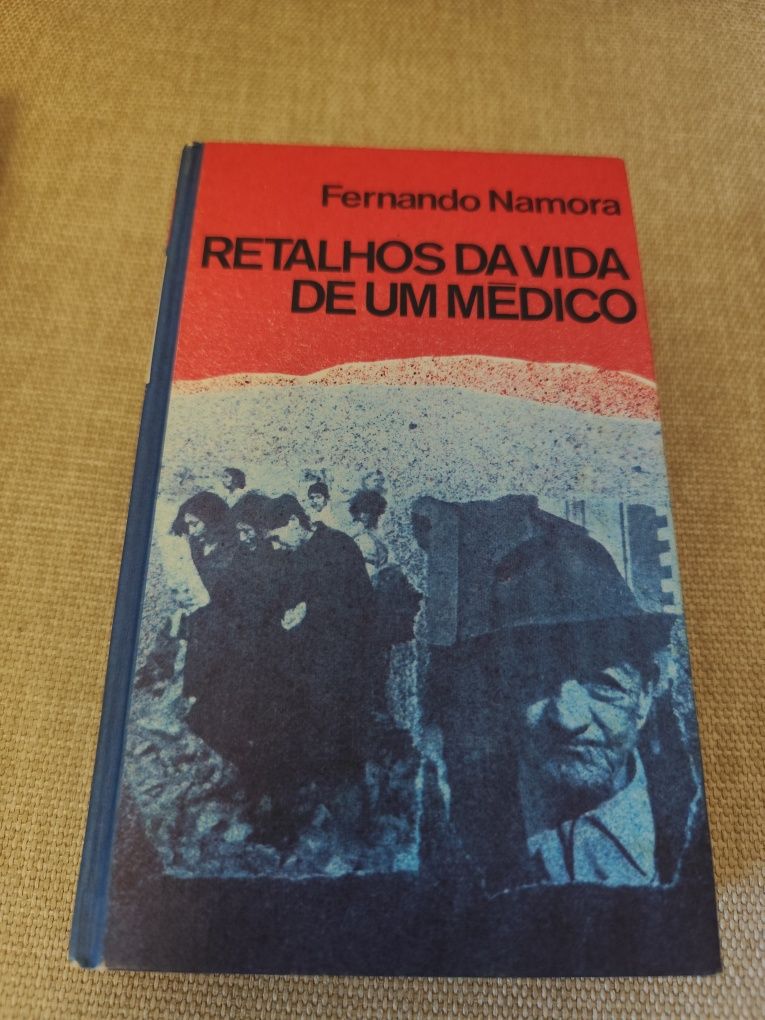 Fernando Namora
RETALHOS DA VIDA
DE UM MÉDICO